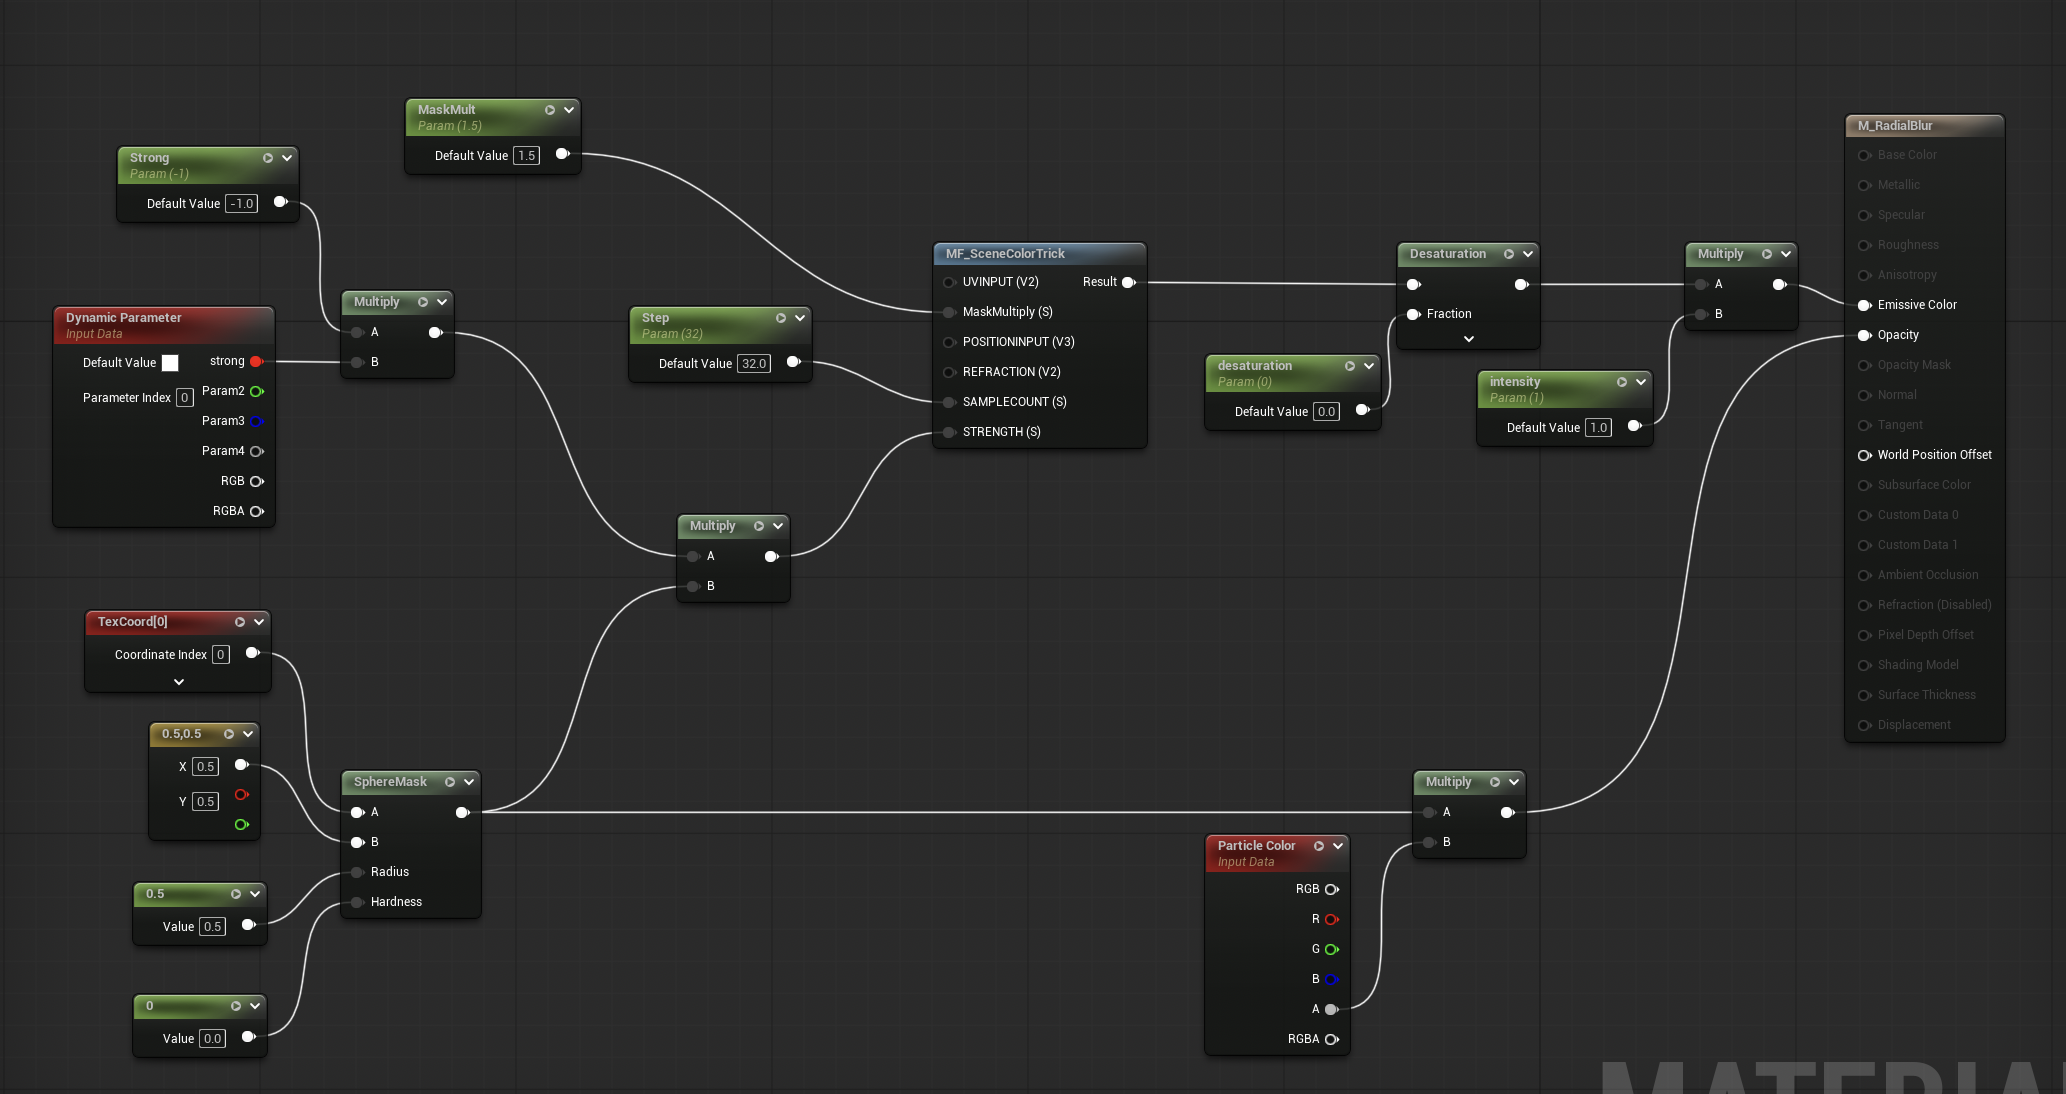 MaskMult
Param (1.5)
Default Value 1.5
Strong
Param (-1)
Default Value -1.0
Dynamic Parameter
Input Data
Default Value
strong
Parameter Index 0
Param2
Param3
Param4
RGB
RGBA
Multiply
A
B
Step
Param (32)
Default Value 32.0
MF_SceneColorTrick
UVINPUT (V2) Result
MaskMultiply (S)
POSITIONINPUT (V3)
REFRACTION (V2)
SAMPLECOUNT (S)
STRENGTH (S)
Desaturation
Fraction
desaturation
Param (0)
Default Value 0.0
Multiply
A
B
intensity
Param (1)
Default Value 1.0
M_RadialBlur
Base Color
Metallic
Specular
Roughness
Anisotropy
Emissive Color
Opacity
Opacity Mask
Normal
Tangent
World Position Offset
Subsurface Color
Custom Data 0
Custom Data 1
Ambient Occlusion
Refraction (Disabled)
Pixel Depth Offset
Shading Model
Surface Thickness
Displacement
Multiply
A
B
TexCoord[0]
Coordinate Index 0
0.5,0.5
X 0.5
Y 0.5
SphereMask
A
B
Radius
Hardness
0.5
Value 0.5
0
Value 0.0
Multiply
A
B
Particle Color
Input Data
RGB
R
G
B
A
RGBA